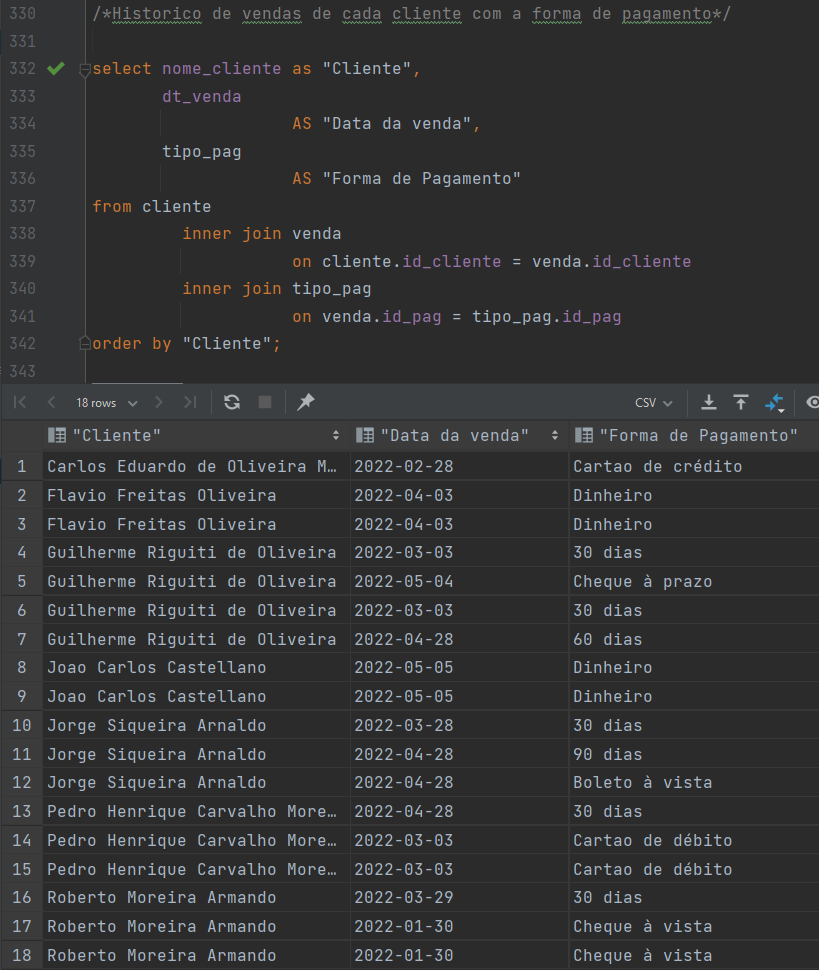 330 /*Historico de vendas de cada cliente com a forma de pagamento*/
331
332 select nome_cliente as "Cliente",
333 dt_venda
334 AS "Data da venda",
335 tipo_pag
336 AS "Forma de Pagamento"
337 from cliente
338 inner join venda
339 on cliente.id_cliente = venda.id_cliente
340 inner join tipo_pag
341 on venda.id_pag = tipo_pag.id_pag
342 order by "Cliente";
343
18 rows CSV
"Cliente" "Data da venda" "Forma de Pagamento"
1 Carlos Eduardo de Oliveira M… 2022-02-28 Cartao de crédito
2 Flavio Freitas Oliveira 2022-04-03 Dinheiro
3 Flavio Freitas Oliveira 2022-04-03 Dinheiro
4 Guilherme Riguiti de Oliveira 2022-03-03 30 dias
5 Guilherme Riguiti de Oliveira 2022-05-04 Cheque à prazo
6 Guilherme Riguiti de Oliveira 2022-03-03 30 dias
7 Guilherme Riguiti de Oliveira 2022-04-28 60 dias
8 Joao Carlos Castellano 2022-05-05 Dinheiro
9 Joao Carlos Castellano 2022-05-05 Dinheiro
10 Jorge Siqueira Arnaldo 2022-03-28 30 dias
11 Jorge Siqueira Arnaldo 2022-04-28 90 dias
12 Jorge Siqueira Arnaldo 2022-04-28 Boleto à vista
13 Pedro Henrique Carvalho More… 2022-04-28 30 dias
14 Pedro Henrique Carvalho More… 2022-03-03 Cartao de débito
15 Pedro Henrique Carvalho More… 2022-03-03 Cartao de débito
16 Roberto Moreira Armando 2022-03-29 30 dias
17 Roberto Moreira Armando 2022-01-30 Cheque à vista
18 Roberto Moreira Armando 2022-01-30 Cheque à vista